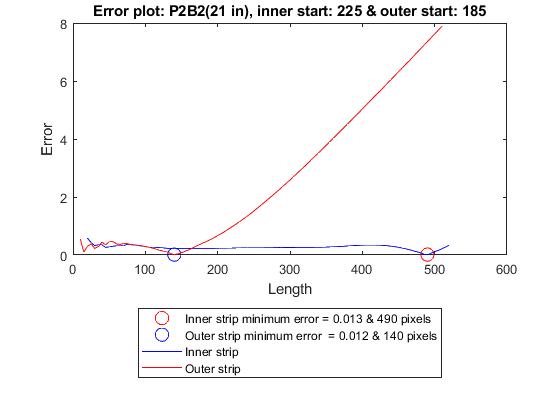 Error plot: P2B2(21 in), inner start: 225 & outer start: 185
8
6
4
2
0
Error
0 100 200 300 400 500 600
Length
Inner strip minimum error = 0.013 & 490 pixels
Outer strip minimum error  = 0.012 & 140 pixels
Inner strip
Outer strip